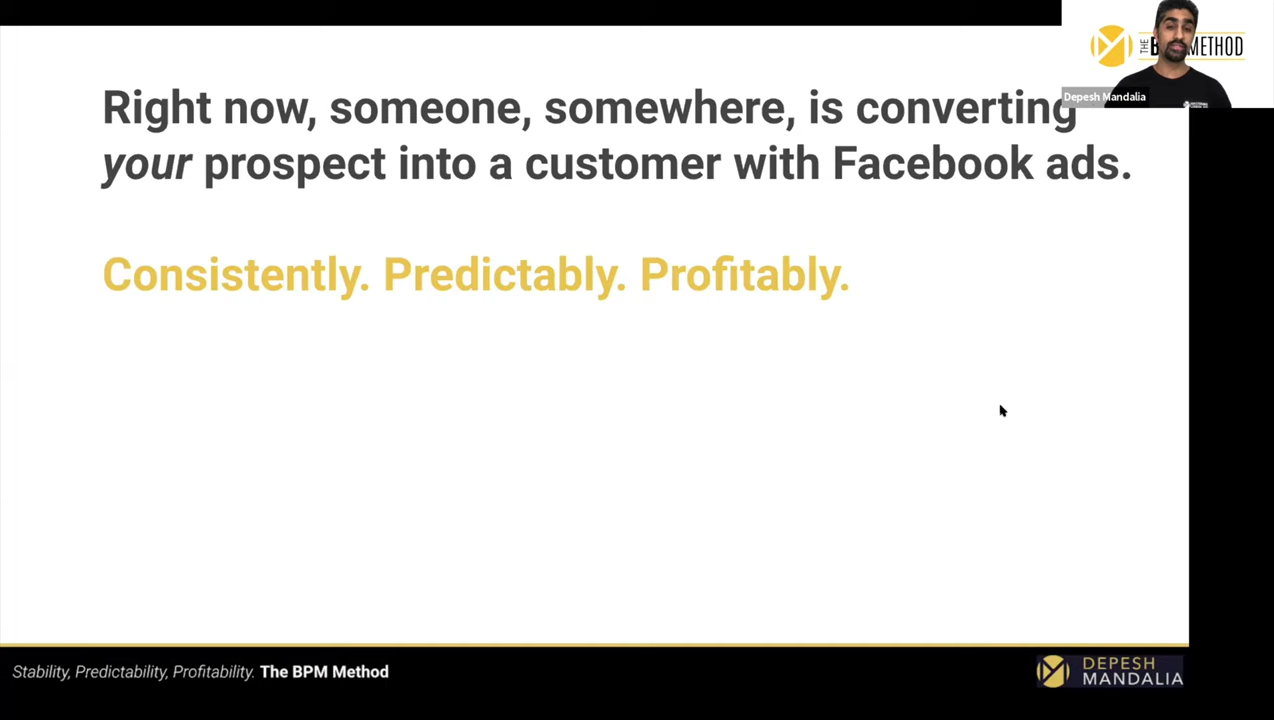 THE B METHOD
Depesh Mandalia
Right now, someone, somewhere, is converting
your prospect into a customer with Facebook ads.
Consistently. Predictably. Profitably.
Stability, Predictability, Profitability. The BPM Method
DEPESH
MANDALIA